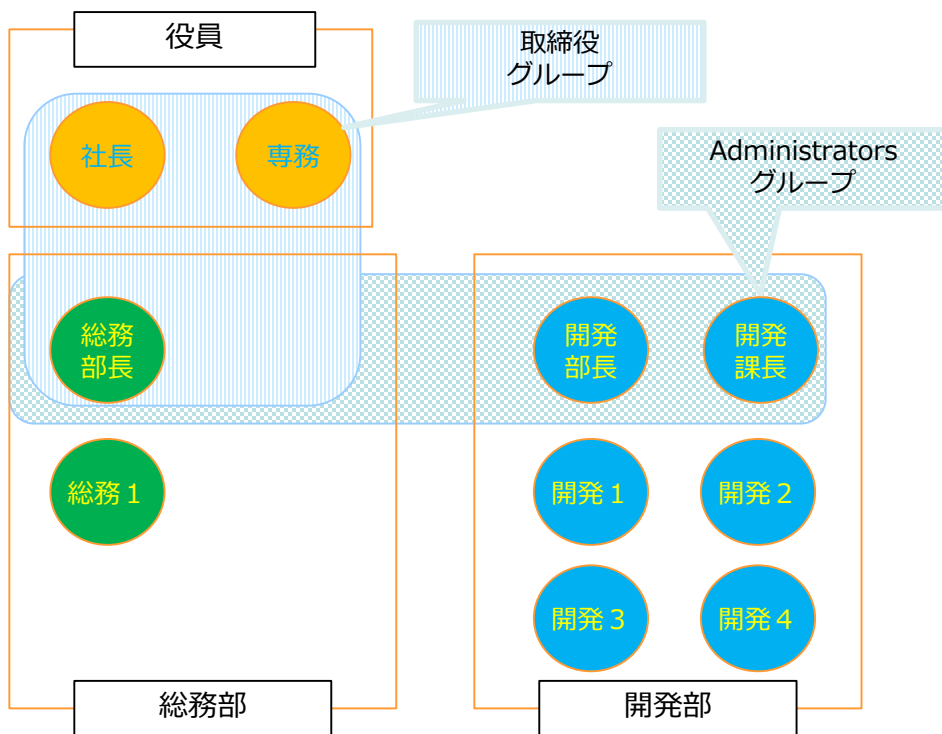 役員
取締役
グループ
社長
専務
Administrators
グループ
総務
部長
開発
部長
開発
課長
総務１
開発１
開発２
開発３
開発４
総務部
開発部